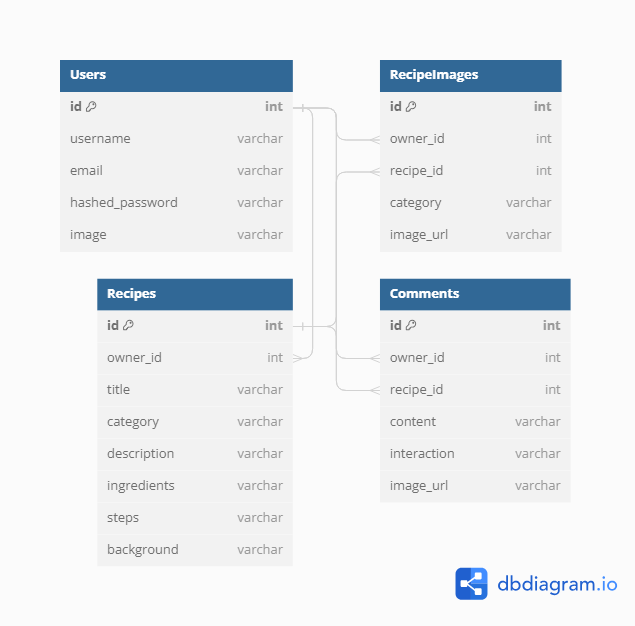 Users
id int
username varchar
email varchar
hashed_password varchar
image varchar
RecipeImages
id int
owner_id int
recipe_id int
category varchar
image_url varchar
Recipes
id int
owner_id int
title varchar
category varchar
description varchar
ingredients varchar
steps varchar
background varchar
Comments
id int
owner_id int
recipe_id int
content varchar
interaction varchar
image_url varchar
dbdiagram.io